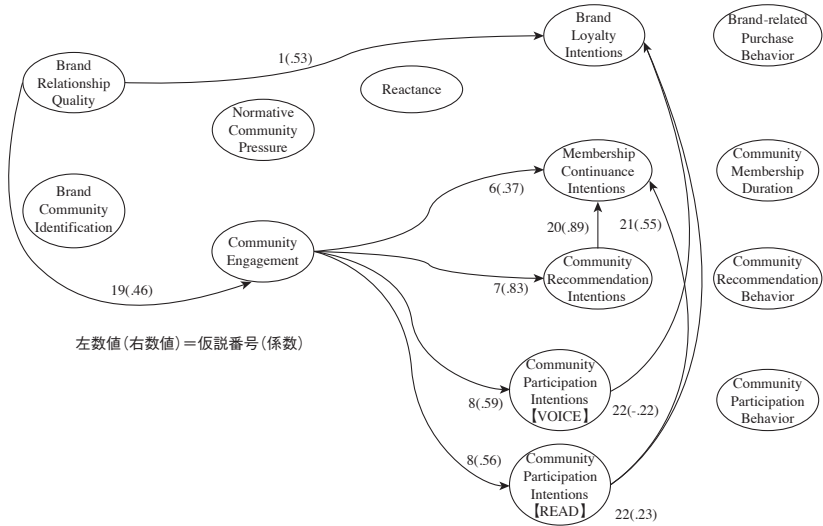 Brand
Loyalty
Intentions
Brand-related
Purchase
Behavior
1(.53)
Brand
Relationship
Quality
Reactance
Normative
Community
Pressure
Membership
Continuance
Intentions
Community
Membership
Duration
6(.37)
Brand
Community
Identification
20(.89)
21(.55)
Community
Engagement
Community
Recommendation
Intentions
Community
Recommendation
Behavior
7(.83)
19(.46)
左数値(右数値)=仮説番号(係数)
Community
Participation
Intentions
【VOICE】
Community
Participation
Behavior
8(.59)
22(-.22)
8(.56)
Community
Participation
Intentions
【READ】
22(.23)